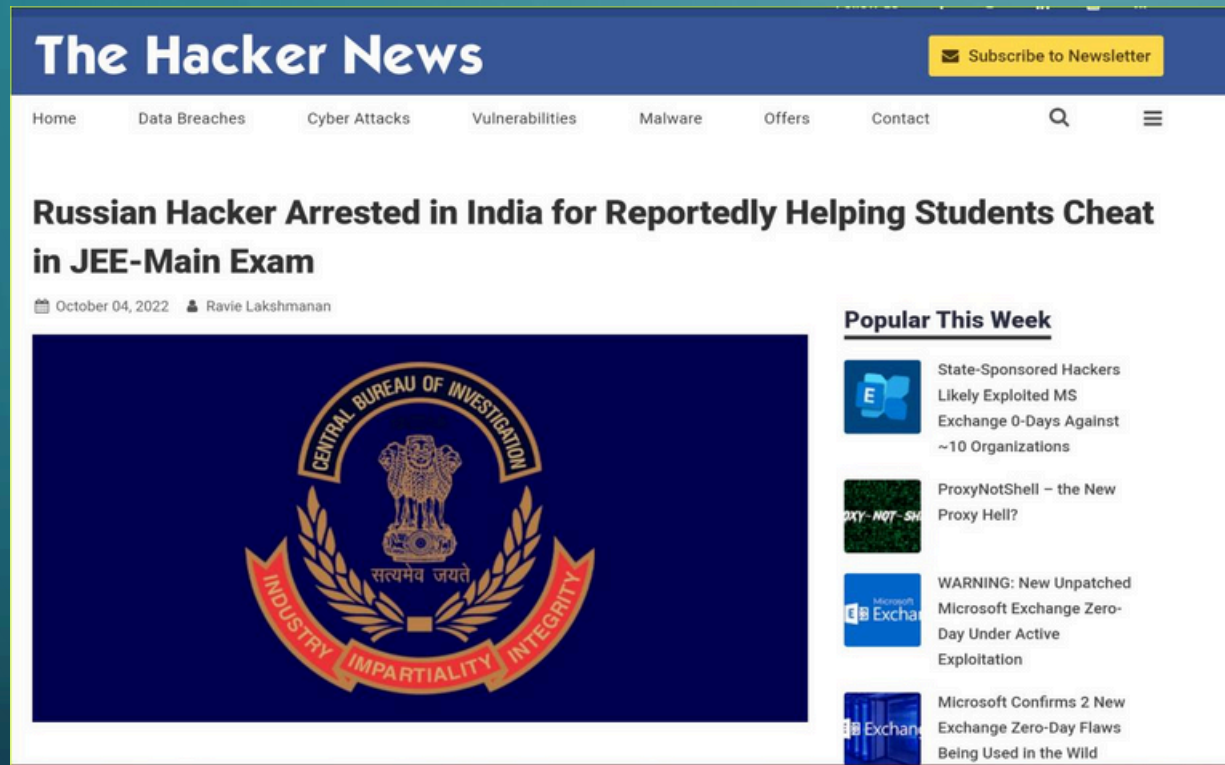 The Hacker News
Subscribe to Newsletter
Home Data Breaches Cyber Attacks Vulnerabilities Malware Offers Contact
Russian Hacker Arrested in India for Reportedly Helping Students Cheat
in JEE-Main Exam
October 04, 2022 Ravie Lakshmanan
CENTRAL BUREAU OF INVESTIGATION
सत्यमेव जयते
INDUSTRY IMPARTIALITY INTEGRITY
Popular This Week
State-Sponsored Hackers
Likely Exploited MS
Exchange 0-Days Against
~10 Organizations
ProxyNotShell – the New
Proxy Hell?
WARNING: New Unpatched
Microsoft Exchange Zero-
Day Under Active
Exploitation
Microsoft
Microsoft Confirms 2 New
Exchange Zero-Day Flaws
Being Used in the Wild